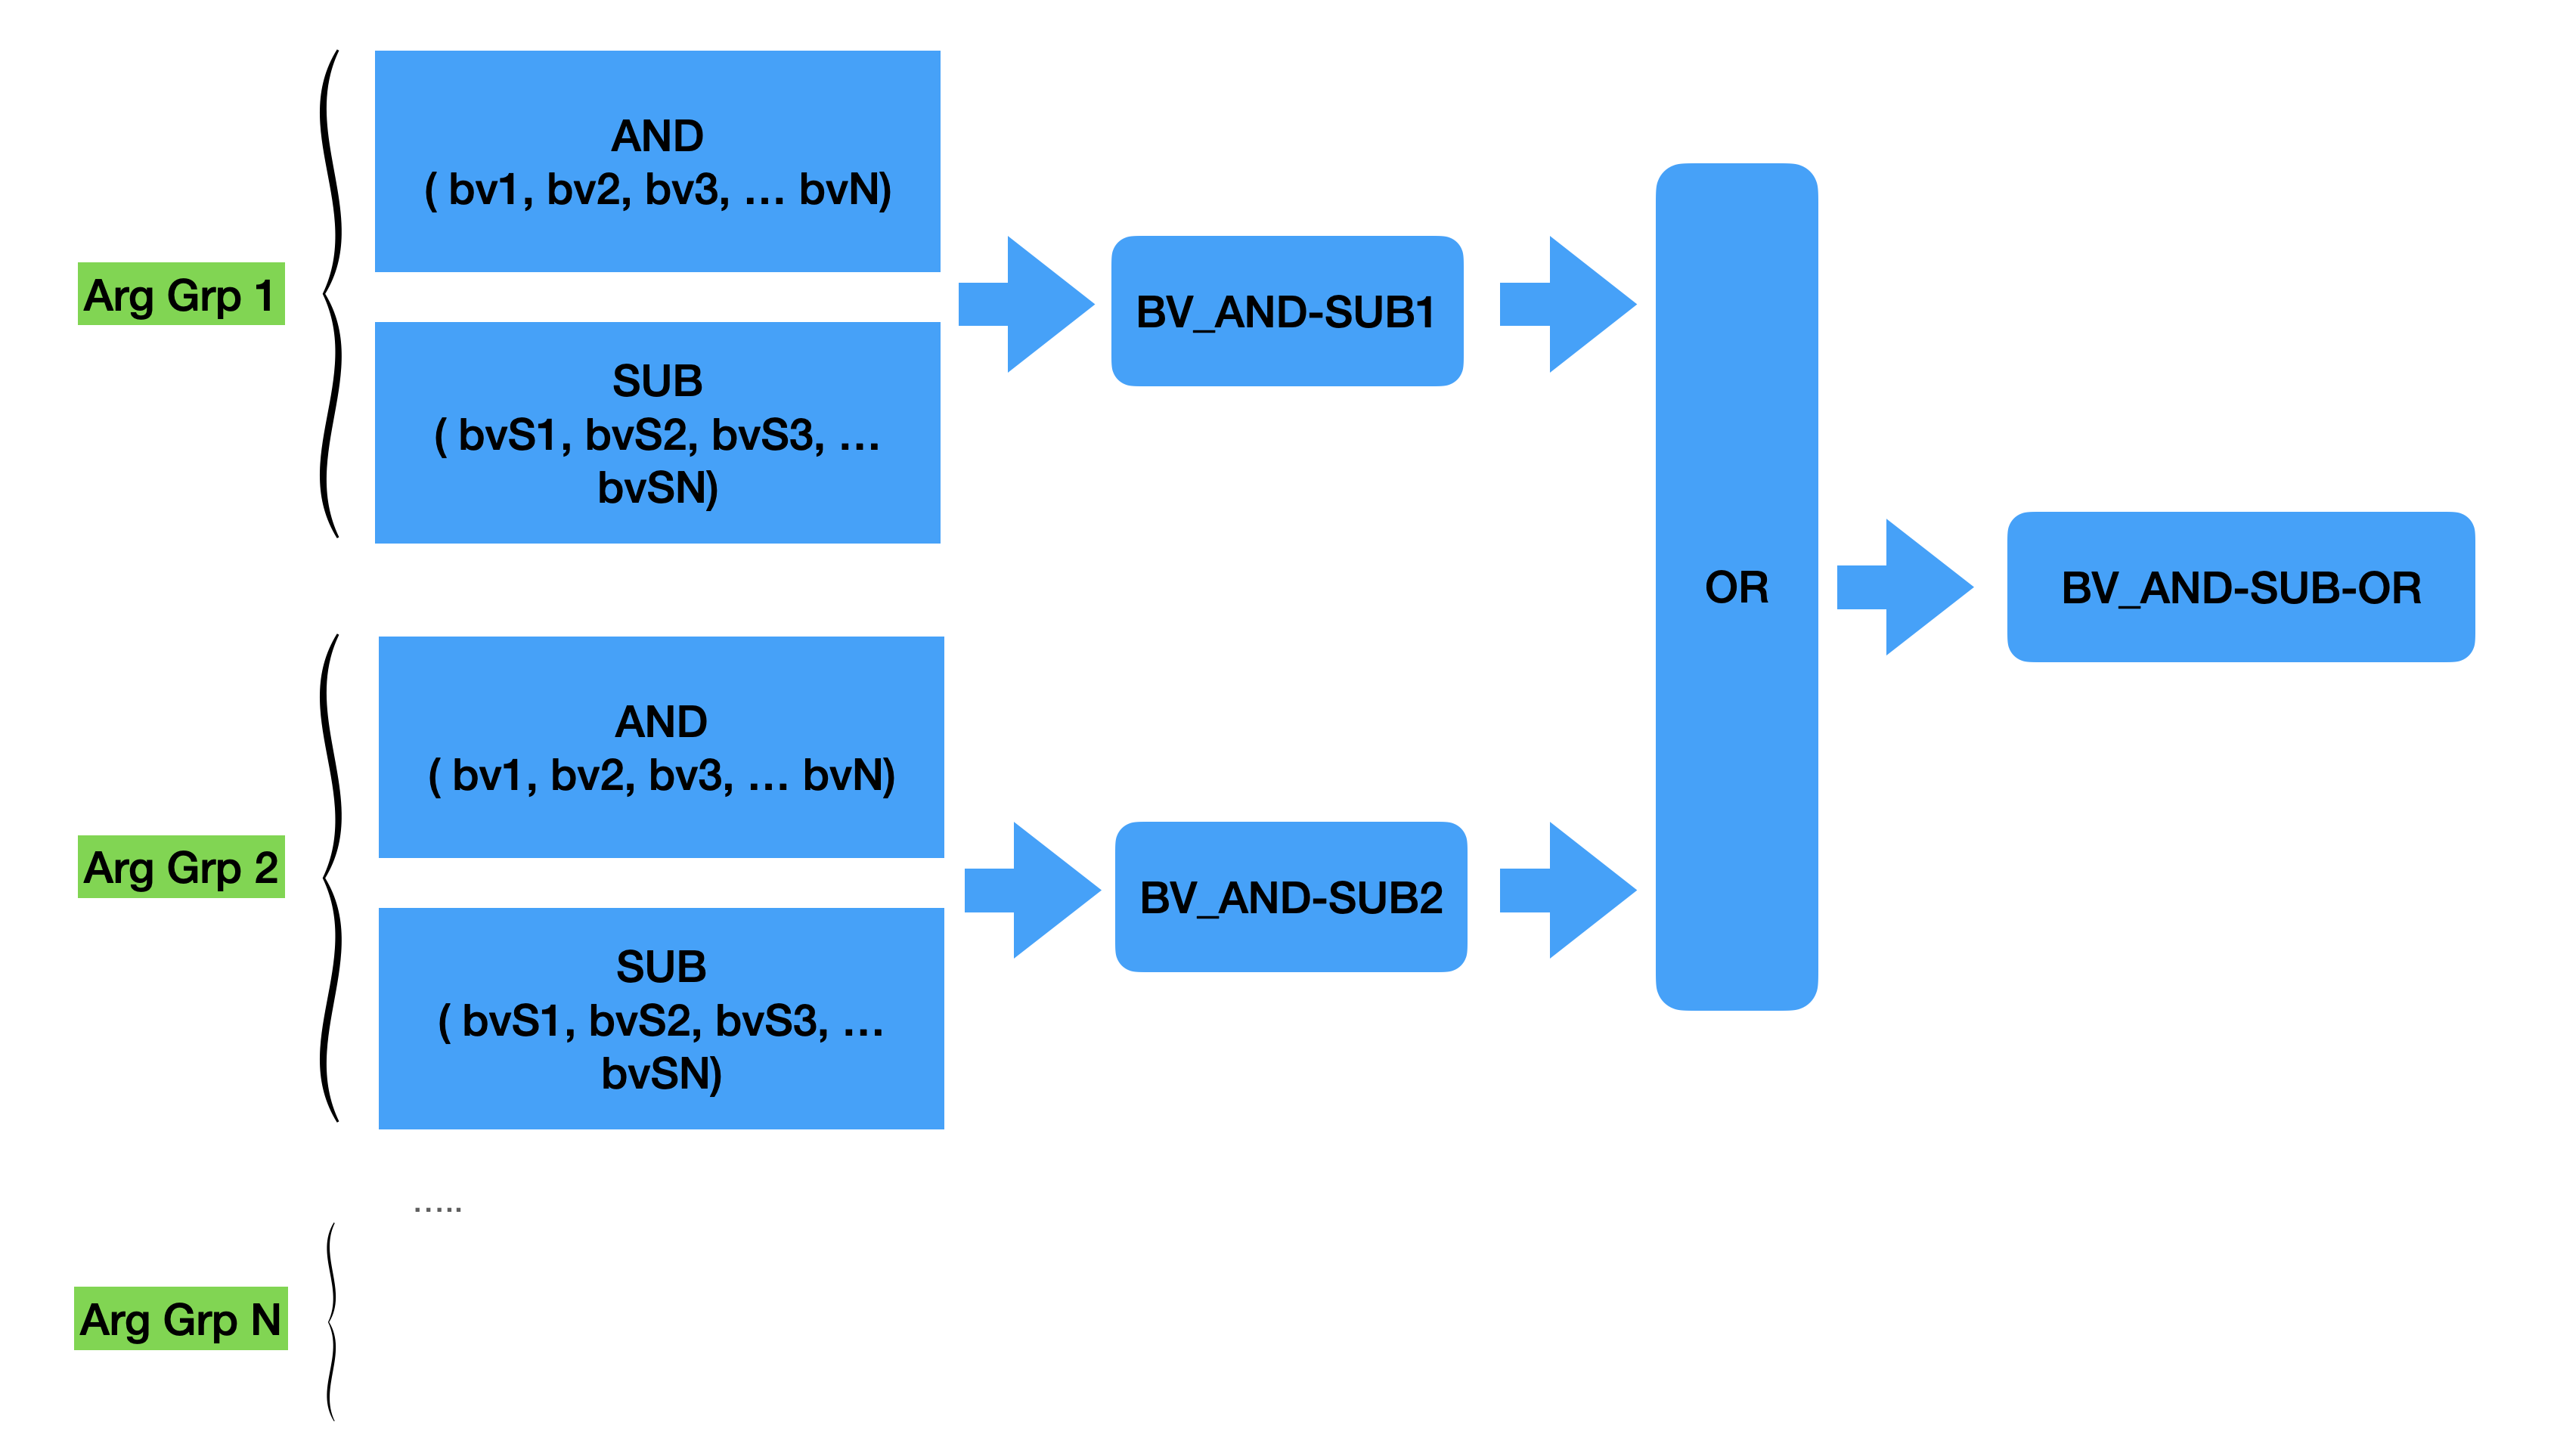 Arg Grp 1
AND
( bv1, bv2, bv3, … bvN)
SUB
( bvS1, bvS2, bvS3, …
bvSN)
BV_AND-SUB1
OR
BV_AND-SUB-OR
Arg Grp 2
AND
( bv1, bv2, bv3, … bvN)
SUB
( bvS1, bvS2, bvS3, …
bvSN)
BV_AND-SUB2
…..
Arg Grp N